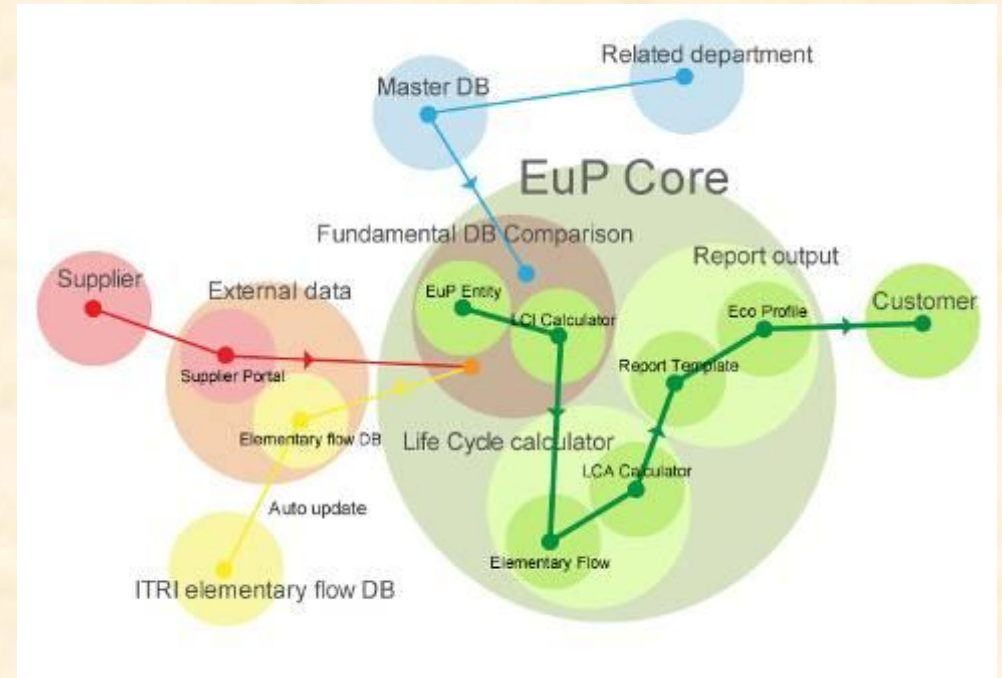 Related department
Master DB
EuP Core
Fundamental DB Comparison
Report output
Supplier
External data
EuP Entity
Customer
Eco Profile
LCI Calculator
Report Template
Supplier Portal
Elementary flow DB
Life Cycle calculator
LCA Calculator
Auto update
Elementary Flow
ITRI elementary flow DB